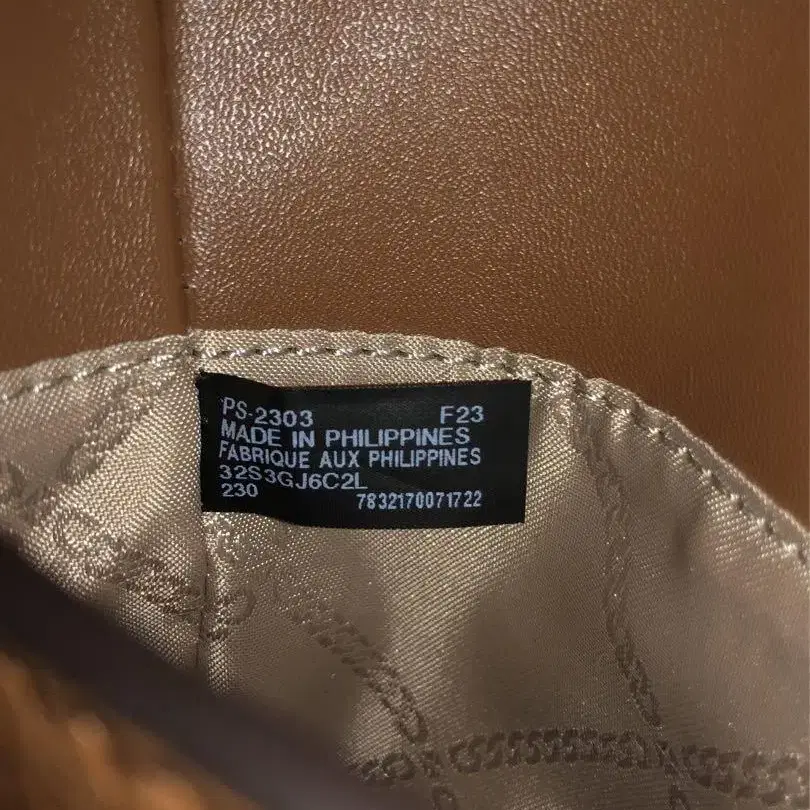 PS-2303 F23
MADE IN PHILIPPINES
FABRIQUE AUX PHILIPPINES
32S3GJ6C2L
230 7832170071722